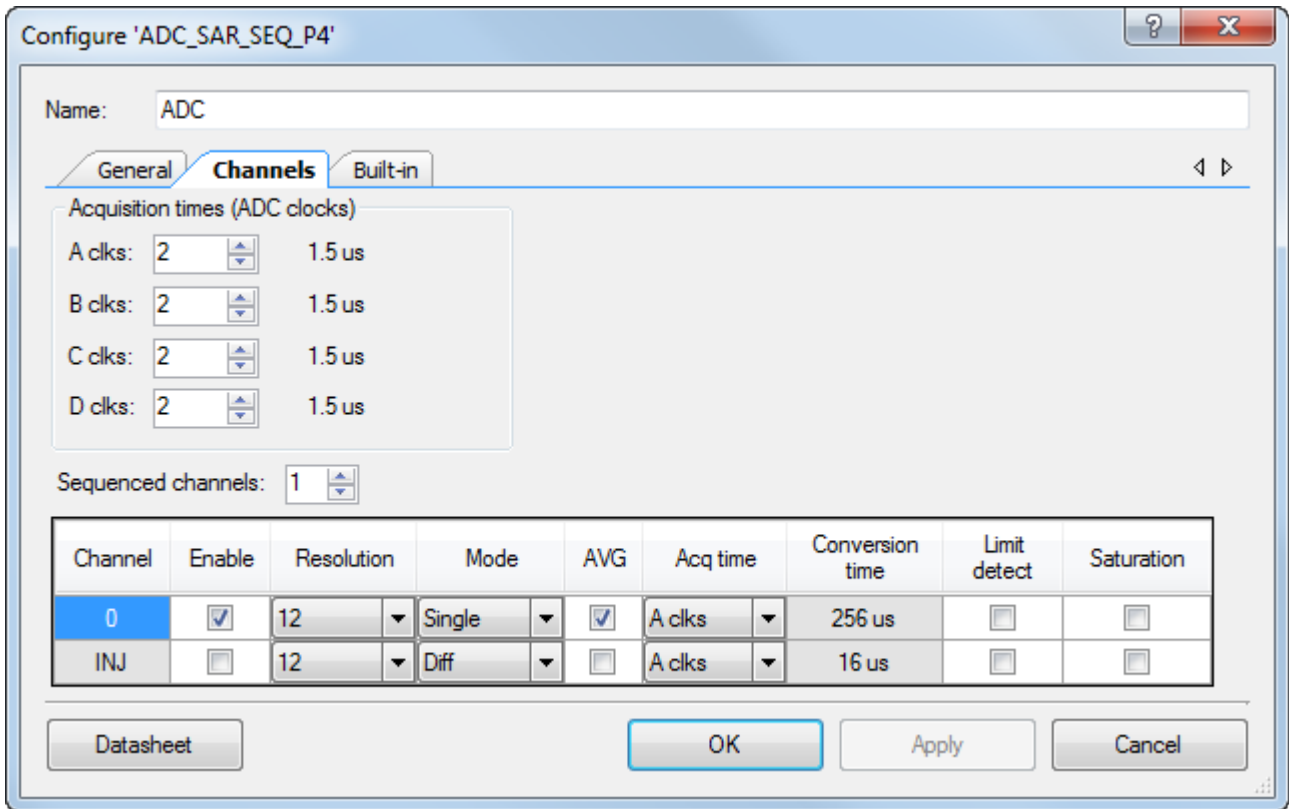 Configure 'ADC_SAR_SEQ_P4'
Name: ADC
General Channels Built-in
Acquisition times (ADC clocks)
A clks: 2 1.5 us
B clks: 2 1.5 us
C clks: 2 1.5 us
D clks: 2 1.5 us
Sequenced channels: 1
Channel Enable Resolution Mode AVG Acq time Conversion time Limit detect Saturation
0 12 Single A clks 256 us
INJ 12 Diff A clks 16 us
Datasheet OK Apply Cancel